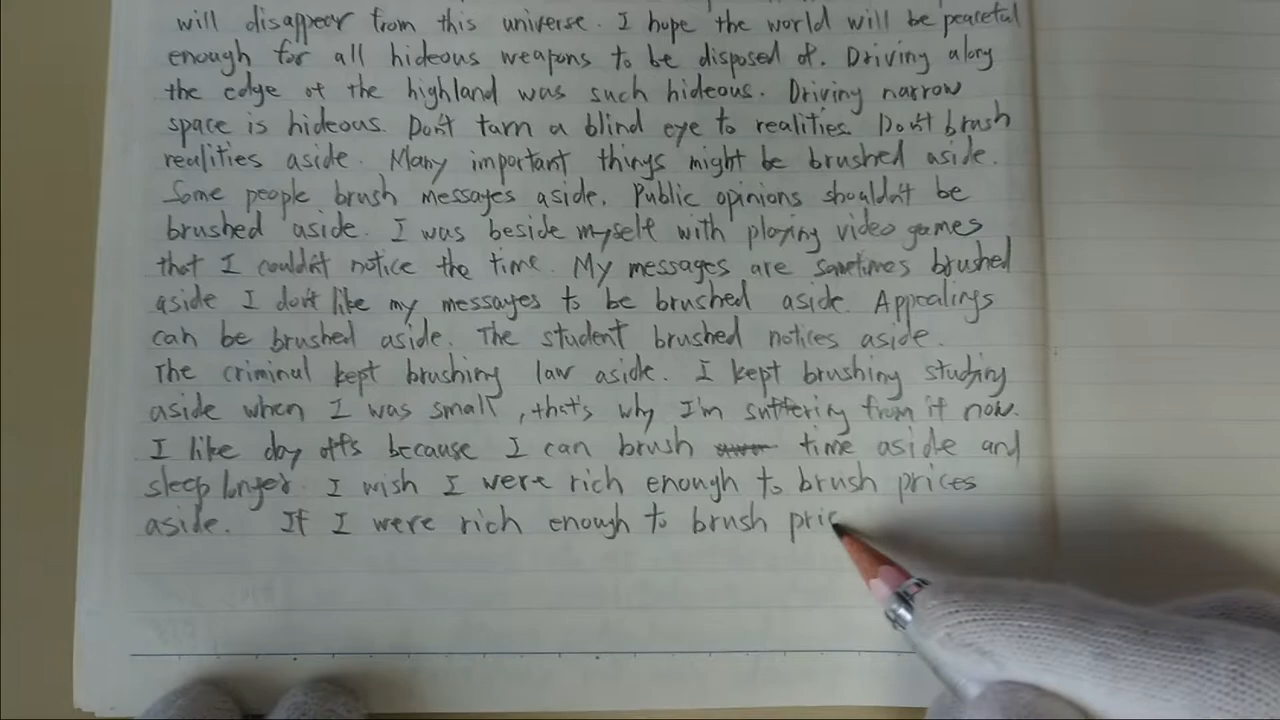 will disappear from this universe. I hope the world will be peaceful
enough for all hideous weapons to be disposed of. Driving along
the edge of the highland was such hideous. Driving narrow
space is hideous. Don't turn a blind eye to realities. Don't brush
realities aside. Many important things might be brushed aside.
Some people brush messages aside. Public opinions shouldn't be
brushed aside. I was beside myself with playing video games
that I couldn't notice the time. My messages are sometimes brushed
aside I don't like my messages to be brushed aside. Appealings
can be brushed aside. The student brushed notices aside.
The criminal kept brushing law aside. I kept brushing studying
aside when I was small, that's why I'm suffering from it now.
I like day offs because I can brush time aside and
sleep longer. I wish I were rich enough to brush prices
aside. If I were rich enough to brush pric